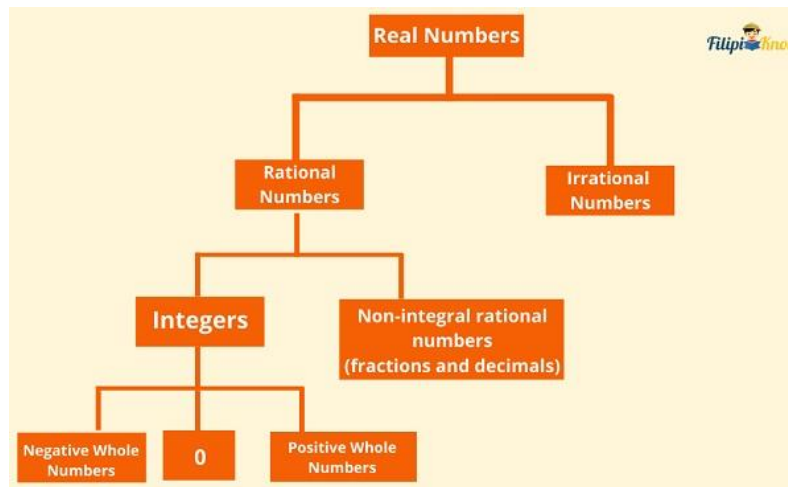 Real Numbers
Filipi
Rational
Numbers
Irrational
Numbers
Integers
Non-integral rational
numbers
(fractions and decimals)
Negative Whole
Numbers
0
Positive Whole
Numbers